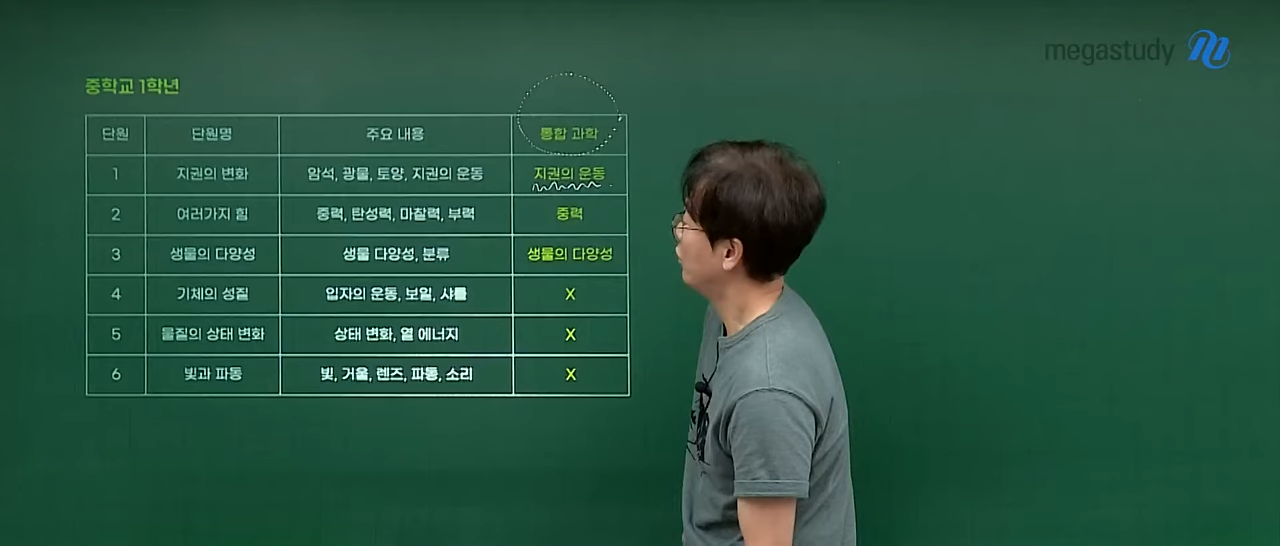 megastudy
중학교 1학년
단원 단원명 주요 내용 통합 과학
1 지권의 변화 암석, 광물, 토양, 지권의 운동 지권의 운동
2 여러가지 힘 중력, 탄성력, 마찰력, 부력 중력
3 생물의 다양성 생물 다양성, 분류 생물의 다양성
4 기체의 성질 입자의 운동, 보일, 샤를 X
5 물질의 상태 변화 상태 변화, 열 에너지 X
6 빛과 파동 빛, 거울, 렌즈, 파동, 소리 X